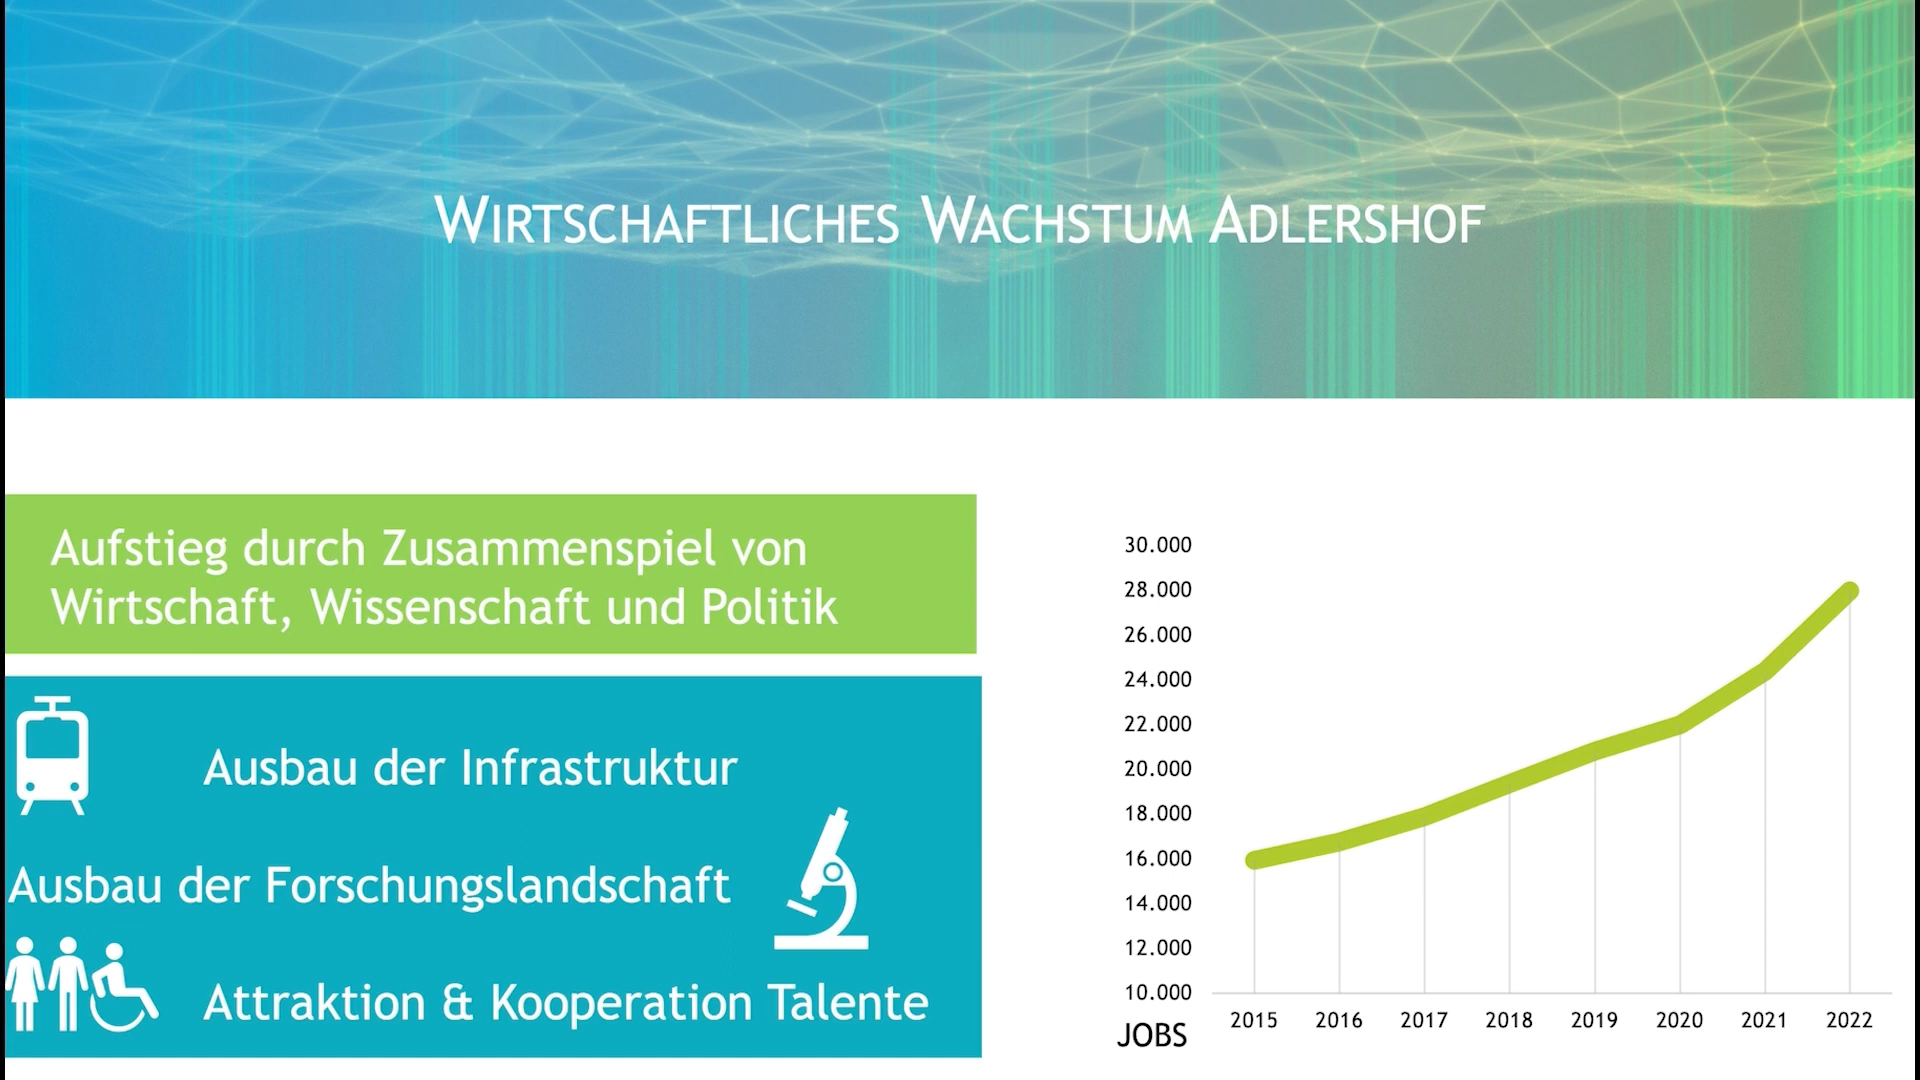 WIRTSCHAFTLICHES WACHSTUM ADLERSHOF
Aufstieg durch Zusammenspiel von
Wirtschaft, Wissenschaft und Politik
Ausbau der Infrastruktur
Ausbau der Forschungslandschaft
Attraktion & Kooperation Talente
30.000
28.000
26.000
24.000
22.000
20.000
18.000
16.000
14.000
12.000
10.000
JOBS
2015 2016 2017 2018 2019 2020 2021 2022